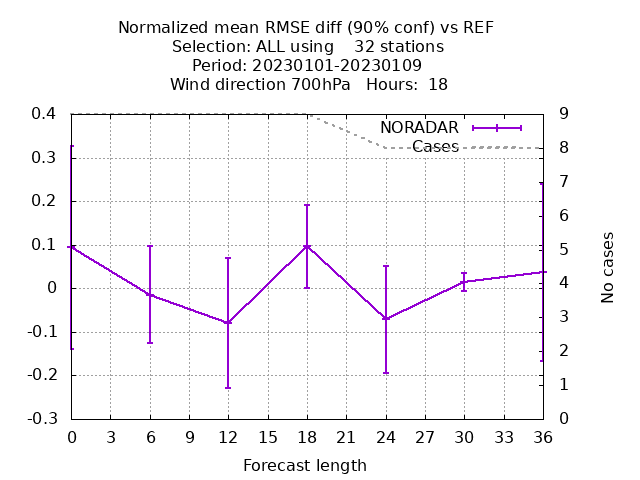 Normalized mean RMSE diff (90% conf) vs REF
Selection: ALL using    32 stations
Period: 20230101-20230109
Wind direction 700hPa   Hours:  18
NORADAR
Cases
0.4
0.3
0.2
0.1
0
-0.1
-0.2
-0.3
9
8
7
6
5
4
3
2
1
0
No cases
0 3 6 9 12 15 18 21 24 27 30 33 36
Forecast length